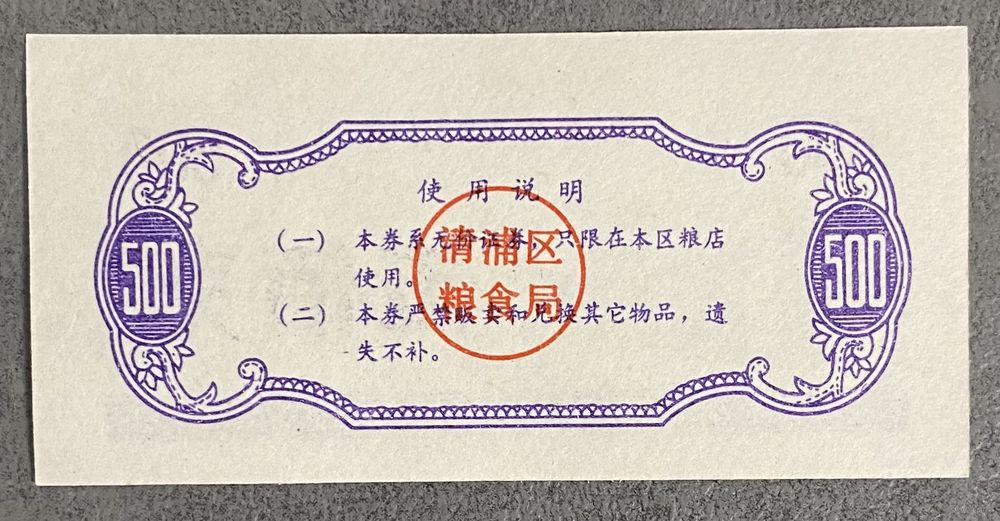 使用说明
500
(一) 本券系无价证券，只限在本区粮店
使用。
500
(二) 本券严禁贩卖和兑换其它物品，遗
失不补。
清浦区
粮食局